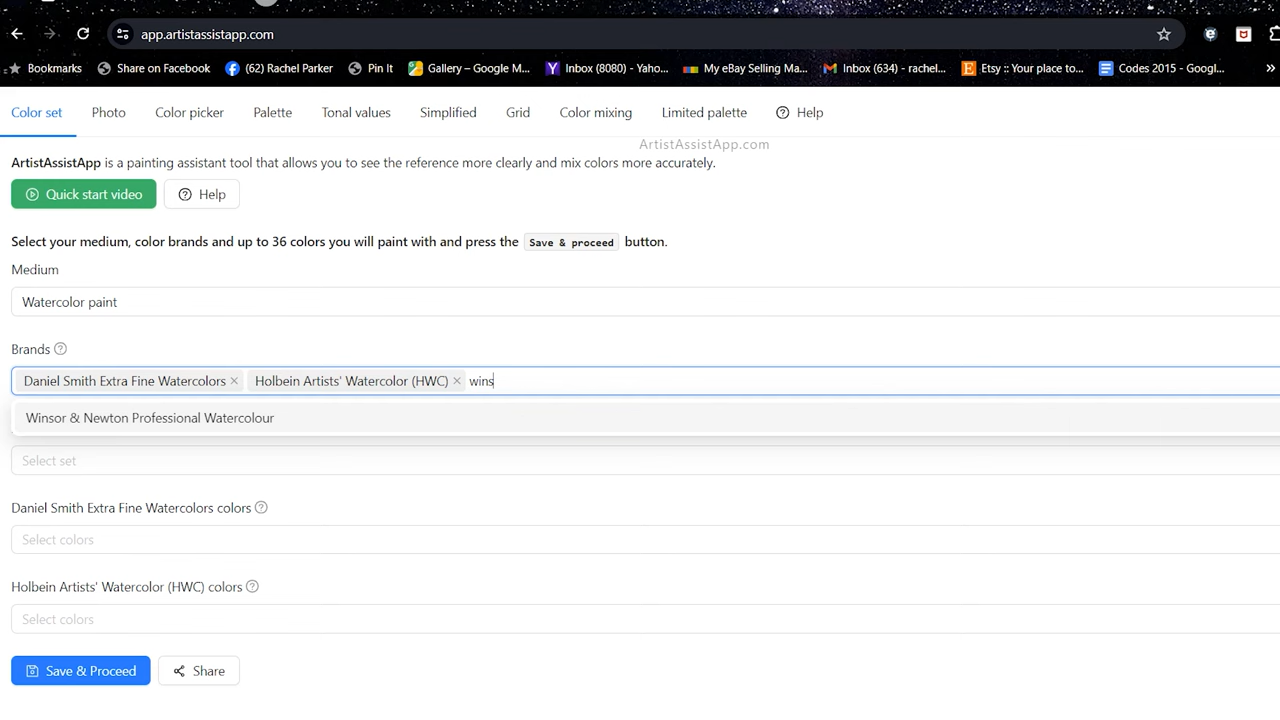 app.artistassistapp.com
Bookmarks Share on Facebook (62) Rachel Parker Pin It Gallery – Google M... Inbox (8080) - Yaho... My eBay Selling Ma... Inbox (634) - rachel... Etsy :: Your place to... Codes 2015 - Googl... »
Color set Photo Color picker Palette Tonal values Simplified Grid Color mixing Limited palette Help
ArtistAssistApp.com
ArtistAssistApp is a painting assistant tool that allows you to see the reference more clearly and mix colors more accurately.
Quick start video Help
Select your medium, color brands and up to 36 colors you will paint with and press the Save & proceed button.
Medium
Watercolor paint
Brands
Daniel Smith Extra Fine Watercolors × Holbein Artists' Watercolor (HWC) × wins
Winsor & Newton Professional Watercolour
Select set
Daniel Smith Extra Fine Watercolors colors
Select colors
Holbein Artists' Watercolor (HWC) colors
Select colors
Save & Proceed Share